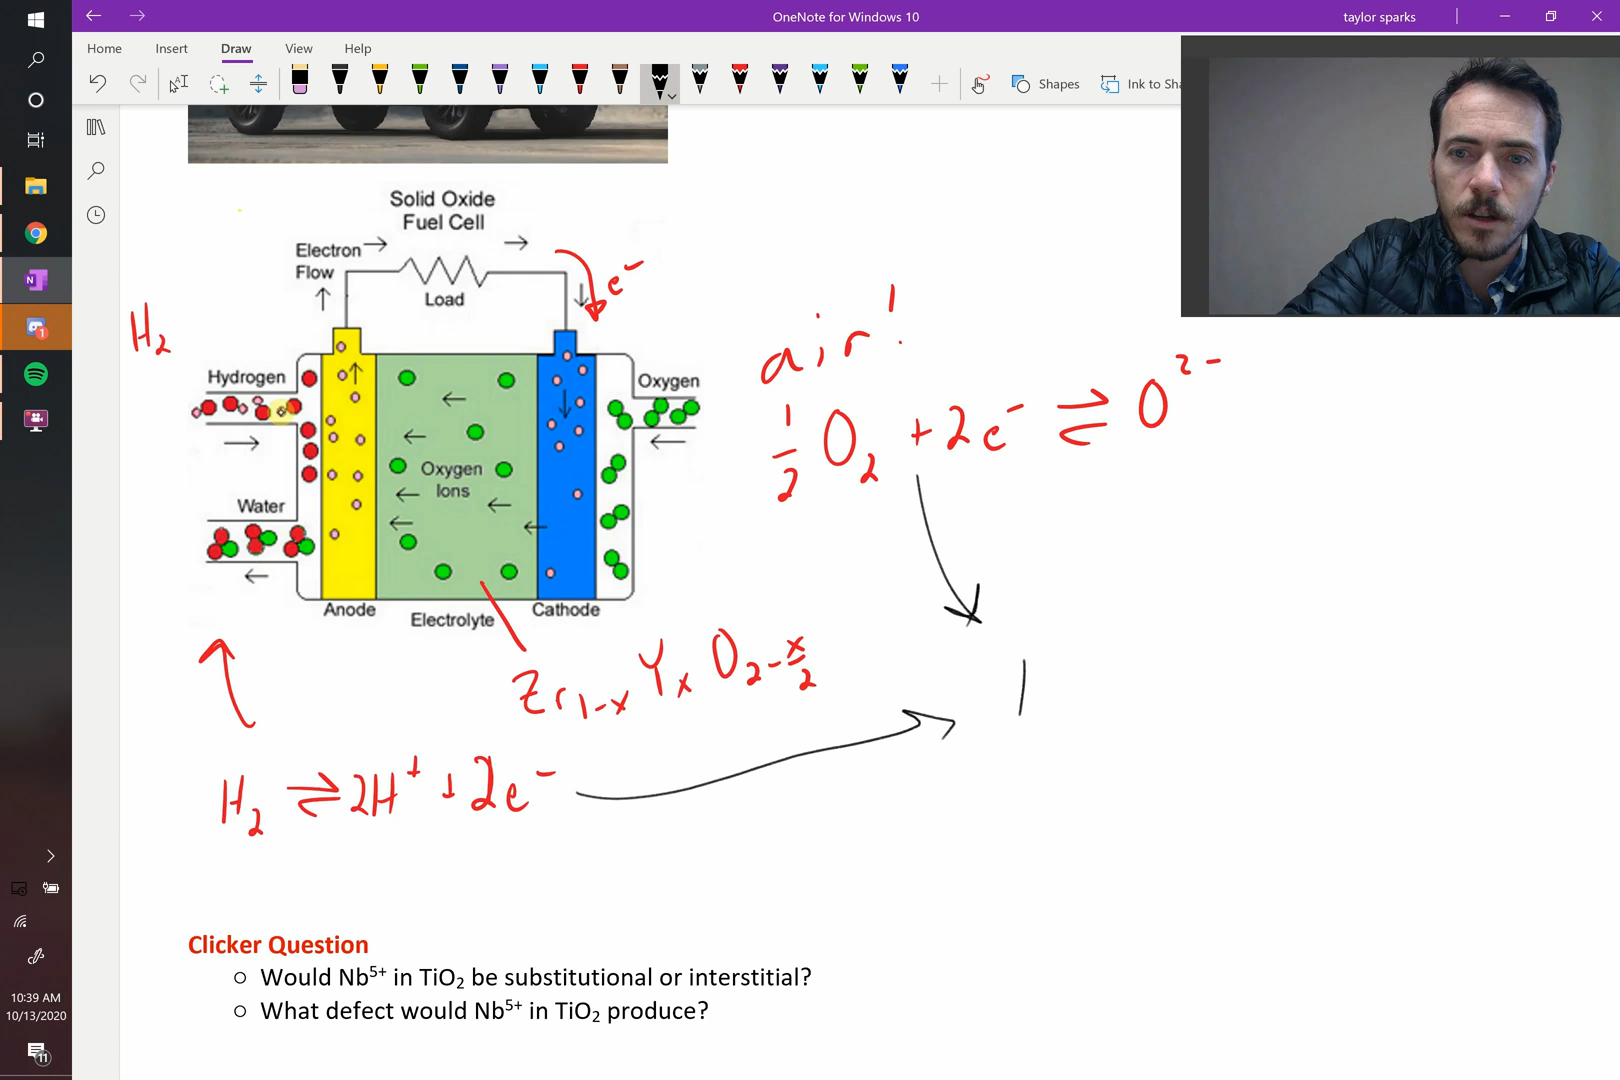 OneNote for Windows 10
taylor sparks
Home Insert Draw View Help
Shapes
Ink to Sha
Solid Oxide
Fuel Cell
Electron
Flow
Load
e⁻
H₂
Hydrogen
Oxygen
Oxygen
Ions
Water
Anode
Electrolyte
Cathode
air!
½ O₂ + 2e⁻ ⇌ O²⁻
Zr₁₋ₓ Yₓ O₂₋ₓ/₂
H₂ ⇌ 2H⁺ + 2e⁻
Clicker Question
○ Would Nb⁵⁺ in TiO₂ be substitutional or interstitial?
○ What defect would Nb⁵⁺ in TiO₂ produce?
N
1
10:39 AM
10/13/2020
11